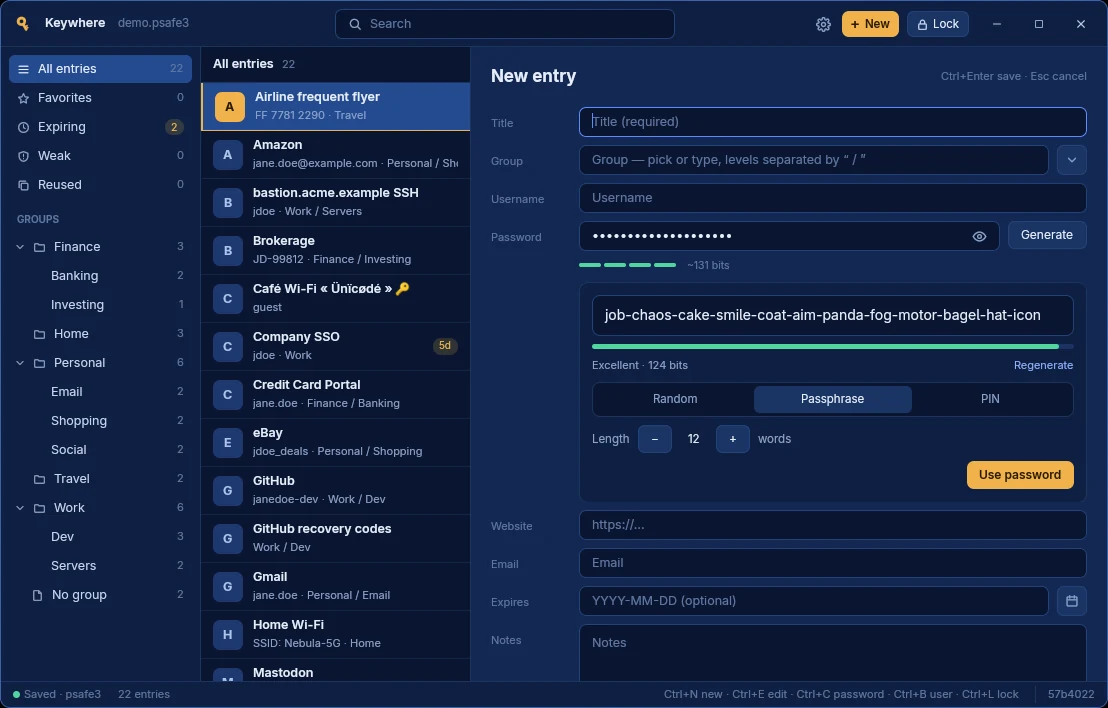 Keywhere demo.psafe3
Search
+ New
Lock
All entries 22
Favorites 0
Expiring 2
Weak 0
Reused 0
GROUPS
Finance 3
Banking 2
Investing 1
Home 3
Personal 6
Email 2
Shopping 2
Social 2
Travel 2
Work 6
Dev 3
Servers 2
No group 2
All entries 22
A
Airline frequent flyer
FF 7781 2290 · Travel
A
Amazon
jane.doe@example.com · Personal / Sho
B
bastion.acme.example SSH
jdoe · Work / Servers
B
Brokerage
JD-99812 · Finance / Investing
C
Café Wi-Fi « Ünïcødé » 🔑
guest
C
Company SSO
jdoe · Work
5d
C
Credit Card Portal
jane.doe · Finance / Banking
E
eBay
jdoe_deals · Personal / Shopping
G
GitHub
janedoe-dev · Work / Dev
G
GitHub recovery codes
Work / Dev
G
Gmail
jane.doe · Personal / Email
H
Home Wi-Fi
SSID: Nebula-5G · Home
M
Mastodon
New entry
Ctrl+Enter save · Esc cancel
Title Title (required)
Group Group — pick or type, levels separated by “ / ”
Username Username
Password ••••••••••••••••••• Generate
~131 bits
job-chaos-cake-smile-coat-aim-panda-fog-motor-bagel-hat-icon
Excellent · 124 bits Regenerate
Random Passphrase PIN
Length − 12 + words
Use password
Website https://...
Email Email
Expires YYYY-MM-DD (optional)
Notes Notes
Saved · psafe3 22 entries
Ctrl+N new · Ctrl+E edit · Ctrl+C password · Ctrl+B user · Ctrl+L lock 57b4022